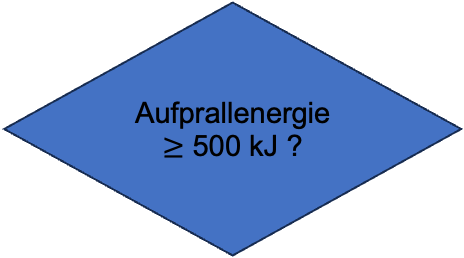 Aufprallenergie
≥ 500 kJ ?